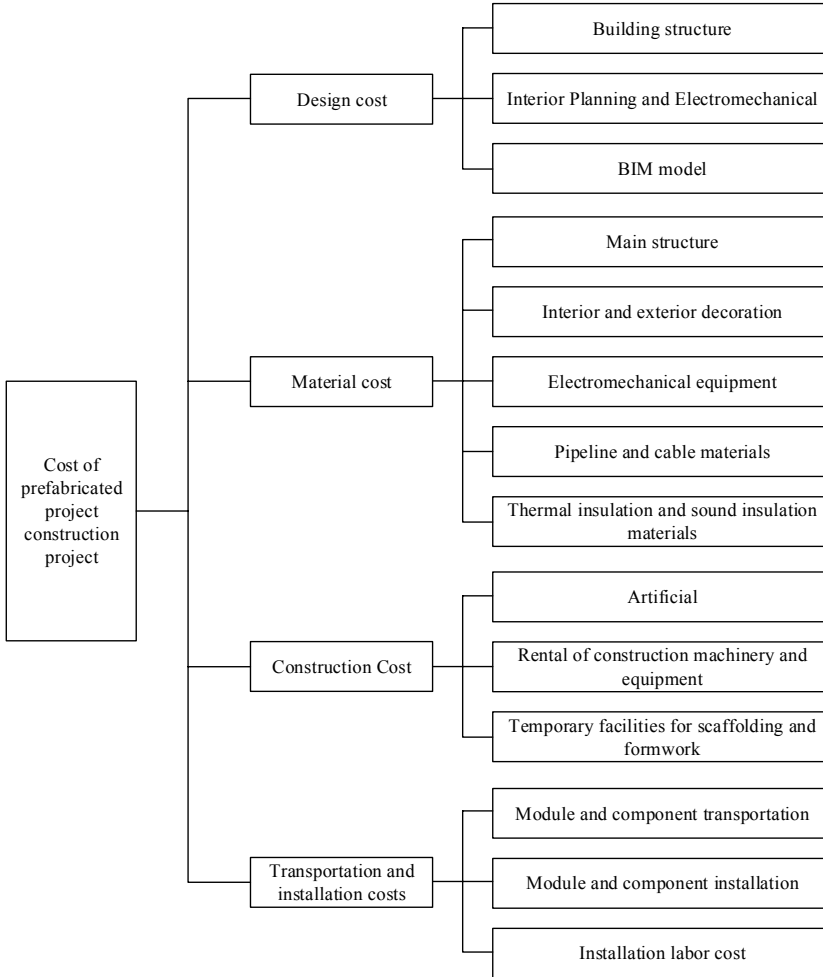 Building structure
Design cost
Interior Planning and Electromechanical
BIM model
Main structure
Interior and exterior decoration
Material cost
Electromechanical equipment
Pipeline and cable materials
Cost of
prefabricated
project
construction
project
Thermal insulation and sound insulation
materials
Artificial
Construction Cost
Rental of construction machinery and
equipment
Temporary facilities for scaffolding and
formwork
Module and component transportation
Transportation and
installation costs
Module and component installation
Installation labor cost